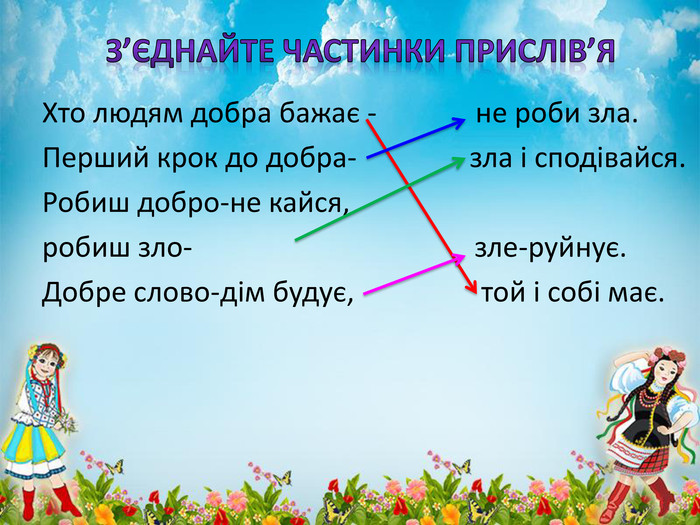 З’ЄДНАЙТЕ ЧАСТИНКИ ПРИСЛІВ’Я
Хто людям добра бажає - не роби зла.
Перший крок до добра- зла і сподівайся.
Робиш добро-не кайся,
робиш зло- зле-руйнує.
Добре слово-дім будує, той і собі має.